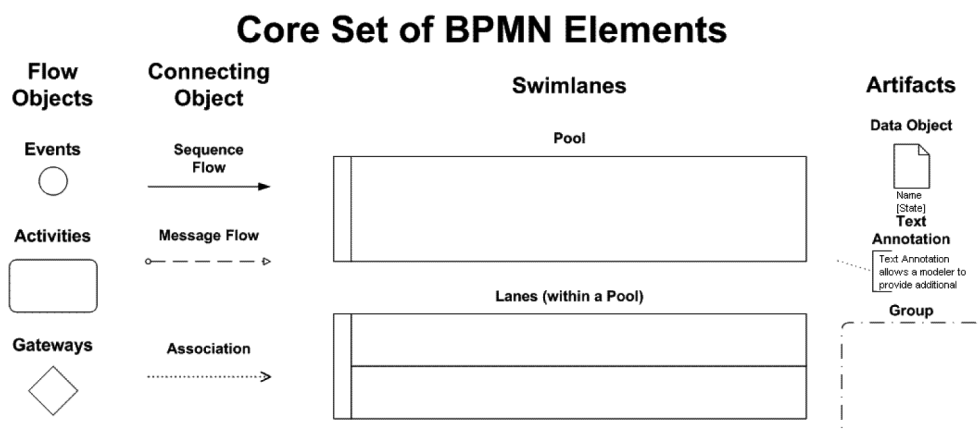 Core Set of BPMN Elements
Flow
Objects
Connecting
Object
Swimlanes
Artifacts
Events
Sequence
Flow
Pool
Data Object
Name
[State]
Activities
Message Flow
Text
Annotation
Text Annotation
allows a modeler to
provide additional
Lanes (within a Pool)
Group
Gateways
Association